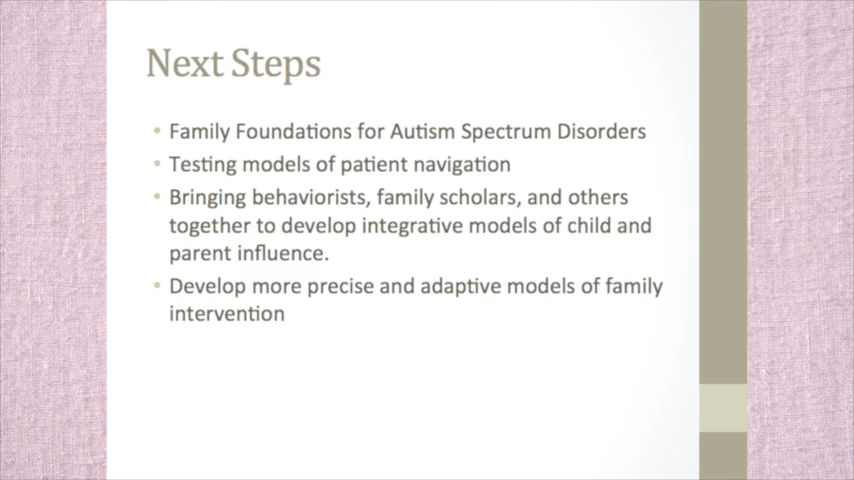 Next Steps
• Family Foundations for Autism Spectrum Disorders
• Testing models of patient navigation
• Bringing behaviorists, family scholars, and others
together to develop integrative models of child and
parent influence.
• Develop more precise and adaptive models of family
intervention